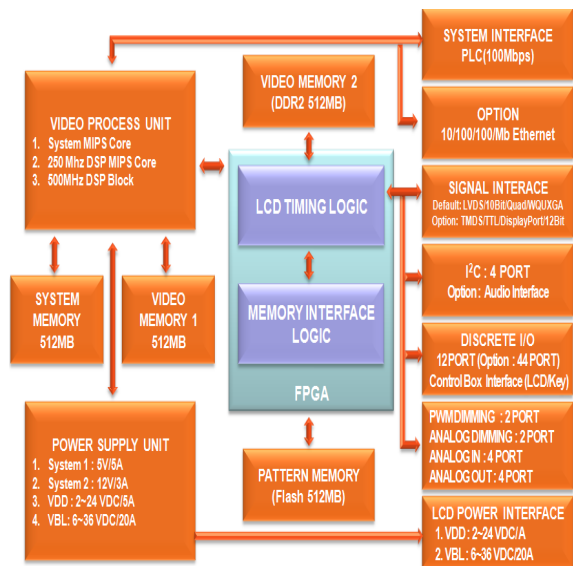 SYSTEM INTERFACE
PLC(100Mbps)
VIDEO MEMORY 2
(DDR2 512MB)
VIDEO PROCESS UNIT
1. System MIPS Core
2. 250 Mhz DSP MIPS Core
3. 500MHz DSP Block
OPTION
10/100/100/Mb Ethernet
LCD TIMING LOGIC
SIGNAL INTERACE
Default: LVDS/10Bit/Quad/WQUXGA
Option: TMDS/TTL/DisplayPort/12Bit
SYSTEM
MEMORY
512MB
VIDEO
MEMORY 1
512MB
MEMORY INTERFACE
LOGIC
FPGA
I²C : 4 PORT
Option : Audio Interface
DISCRETE I/O
12 PORT (Option : 44 PORT)
Control Box Interface (LCD/Key)
POWER SUPPLY UNIT
1. System 1 : 5V/5A
2. System 2 : 12V/3A
3. VDD : 2~24 VDC/5A
4. VBL : 6~36 VDC/20A
PATTERN MEMORY
(Flash 512MB)
PWM DIMMING : 2 PORT
ANALOG DIMMING : 2 PORT
ANALOG IN : 4 PORT
ANALOG OUT : 4 PORT
LCD POWER INTERFACE
1. VDD : 2~24 VDC/A
2. VBL : 6~36 VDC/20A